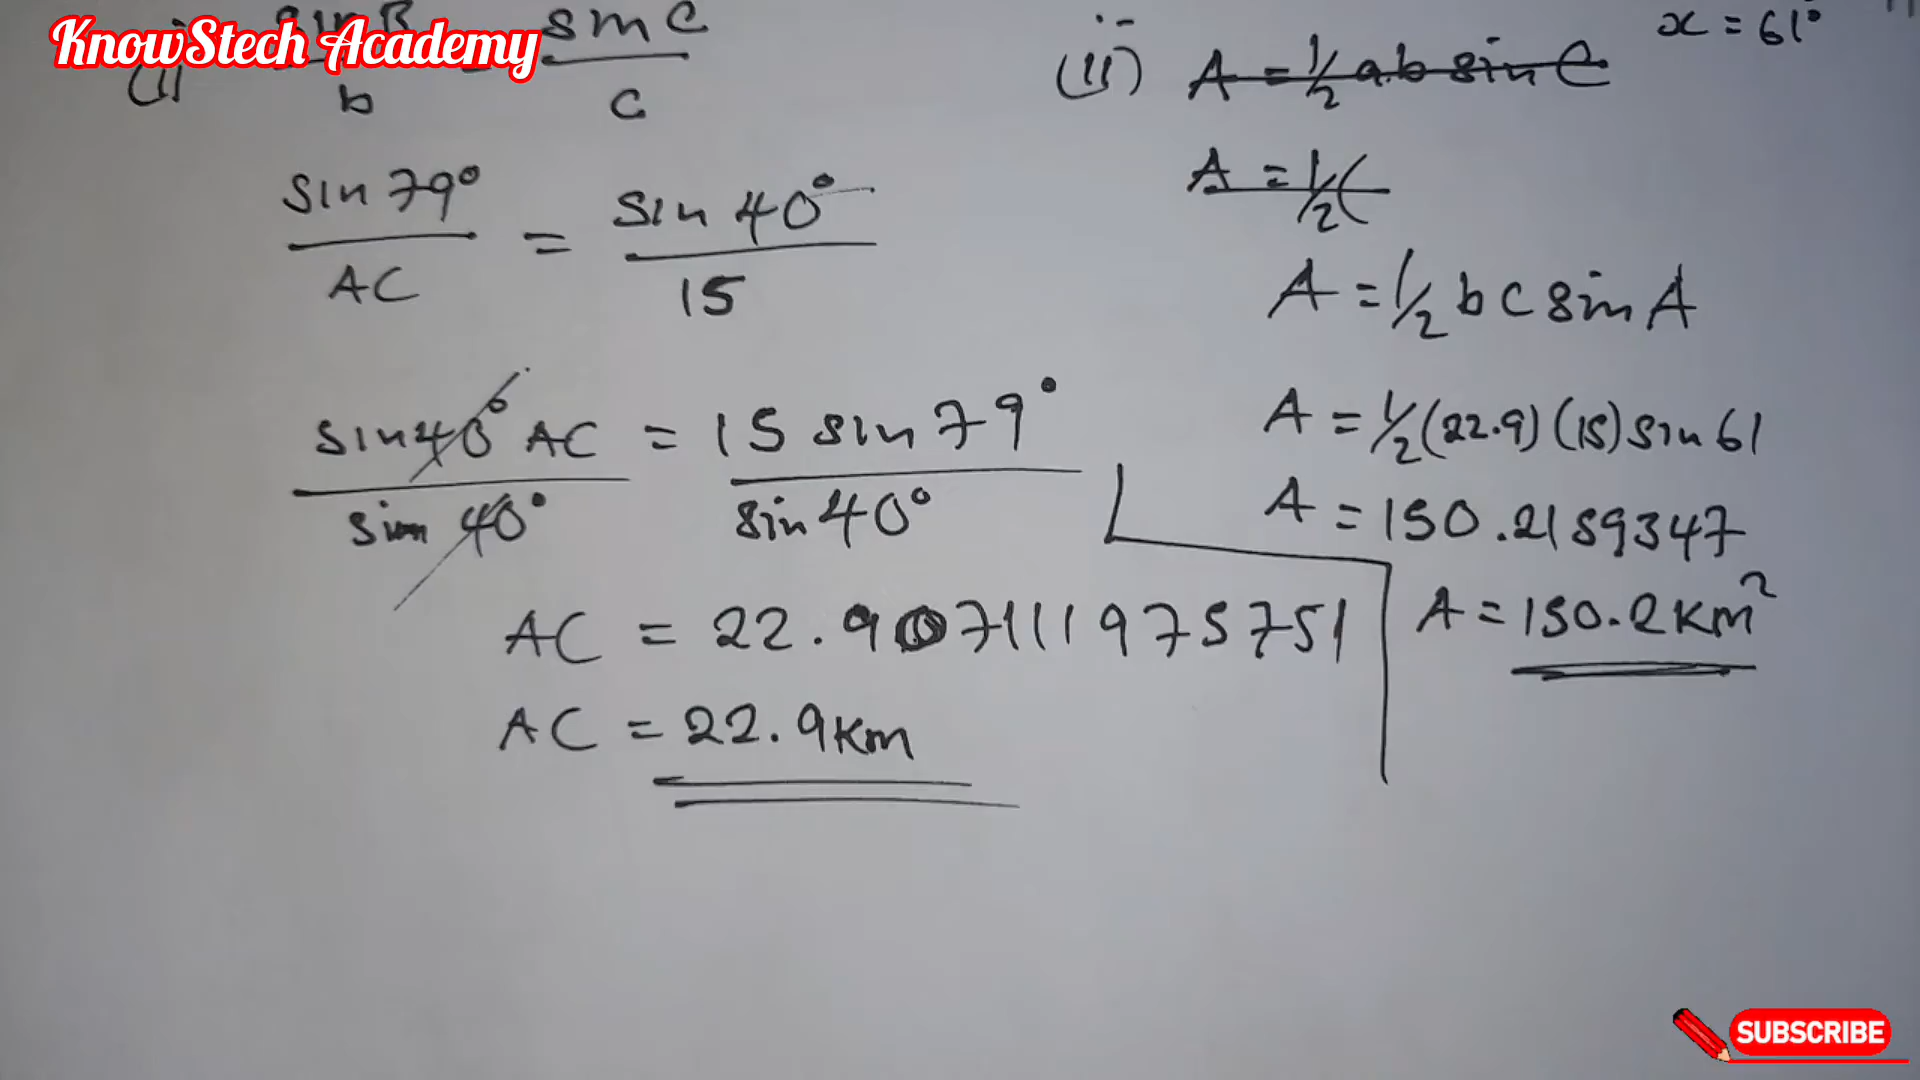 KnowStech Academy
(i) sin B / b = sin C / c
sin 79° / AC = sin 40° / 15
sin 40° AC / sin 40° = 15 sin 79° / sin 40°
AC = 22.907111975751
AC = 22.9km
x = 61°
(ii) A = 1/2 ab sin C
A = 1/2 (
A = 1/2 bc sin A
A = 1/2 (22.9) (15) sin 61
A = 150.2159347
A = 150.2 km²
SUBSCRIBE